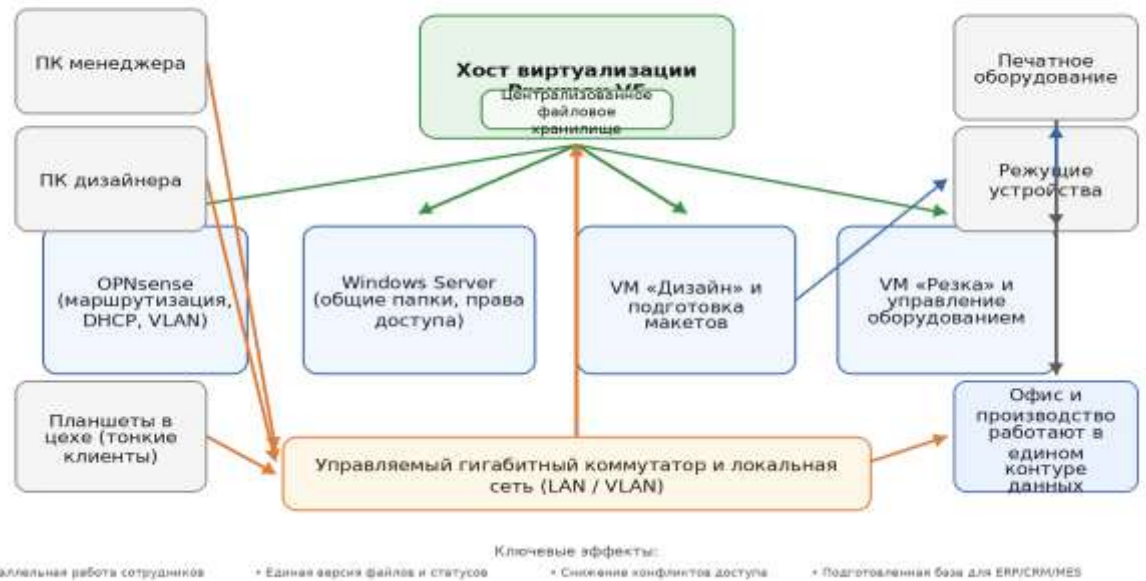 ПК менеджера
Хост виртуализации
Централизованное
файловое
хранилище
Печатное
оборудование
ПК дизайнера
Режущие
устройства
OPNsense
(маршрутизация,
DHCP, VLAN)
Windows Server
(общие папки, права
доступа)
VM «Дизайн» и
подготовка
макетов
VM «Резка» и
управление
оборудованием
Планшеты в
цехе (тонкие
клиенты)
Управляемый гигабитный коммутатор и локальная
сеть (LAN / VLAN)
Офис и
производство
работают в
едином
контуре
данных
Ключевые эффекты:
работа сотрудников
• Единая версия файлов и статусов
• Снижение конфликтов доступа
• Подготовленная база для ERP/CRM/MES